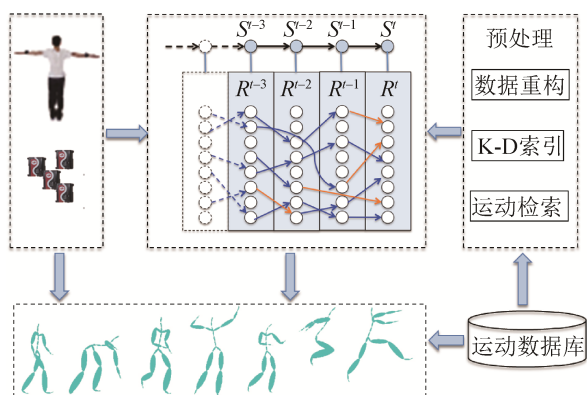 S^{t-3} S^{t-2} S^{t-1} S^{t}
R^{t-3} R^{t-2} R^{t-1} R^{t}
预处理
数据重构
K-D索引
运动检索
运动数据库